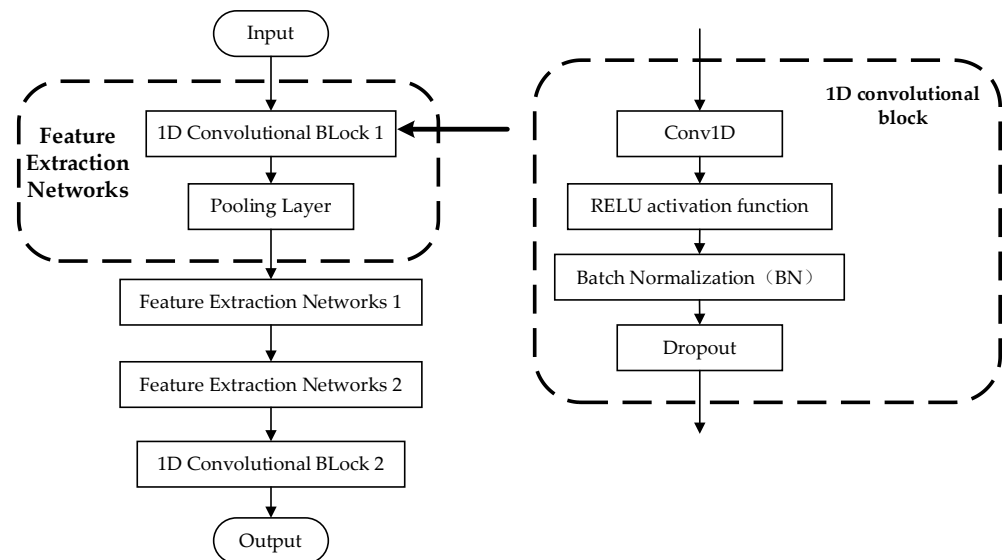 Input
Feature
Extraction
Networks
1D Convolutional BLock 1
Pooling Layer
Feature Extraction Networks 1
Feature Extraction Networks 2
1D Convolutional BLock 2
Output
1D convolutional
block
Conv1D
RELU activation function
Batch Normalization（BN）
Dropout